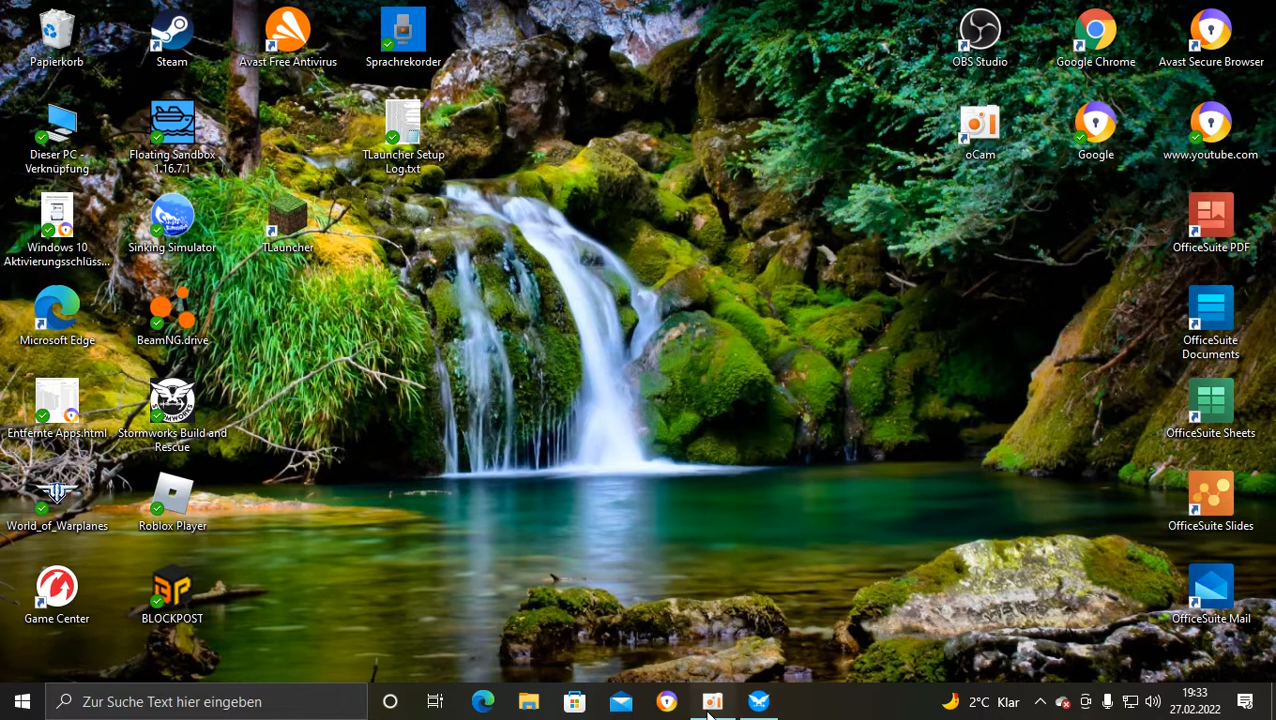 Papierkorb
Steam
Avast Free Antivirus
Sprachrekorder
OBS Studio
Google Chrome
Avast Secure Browser
Dieser PC -
Verknüpfung
Floating Sandbox
1.16.7.1
TLauncher Setup
Log.txt
oCam
Google
www.youtube.com
Windows 10
Aktivierungsschlüss...
Sinking Simulator
TLauncher
OfficeSuite PDF
Microsoft Edge
BeamNG.drive
OfficeSuite
Documents
Entfernte Apps.html
Stormworks Build and
Rescue
OfficeSuite Sheets
World_of_Warplanes
Roblox Player
OfficeSuite Slides
Game Center
BP
BLOCKPOST
OfficeSuite Mail
Zur Suche Text hier eingeben
2°C Klar
19:33
27.02.2022